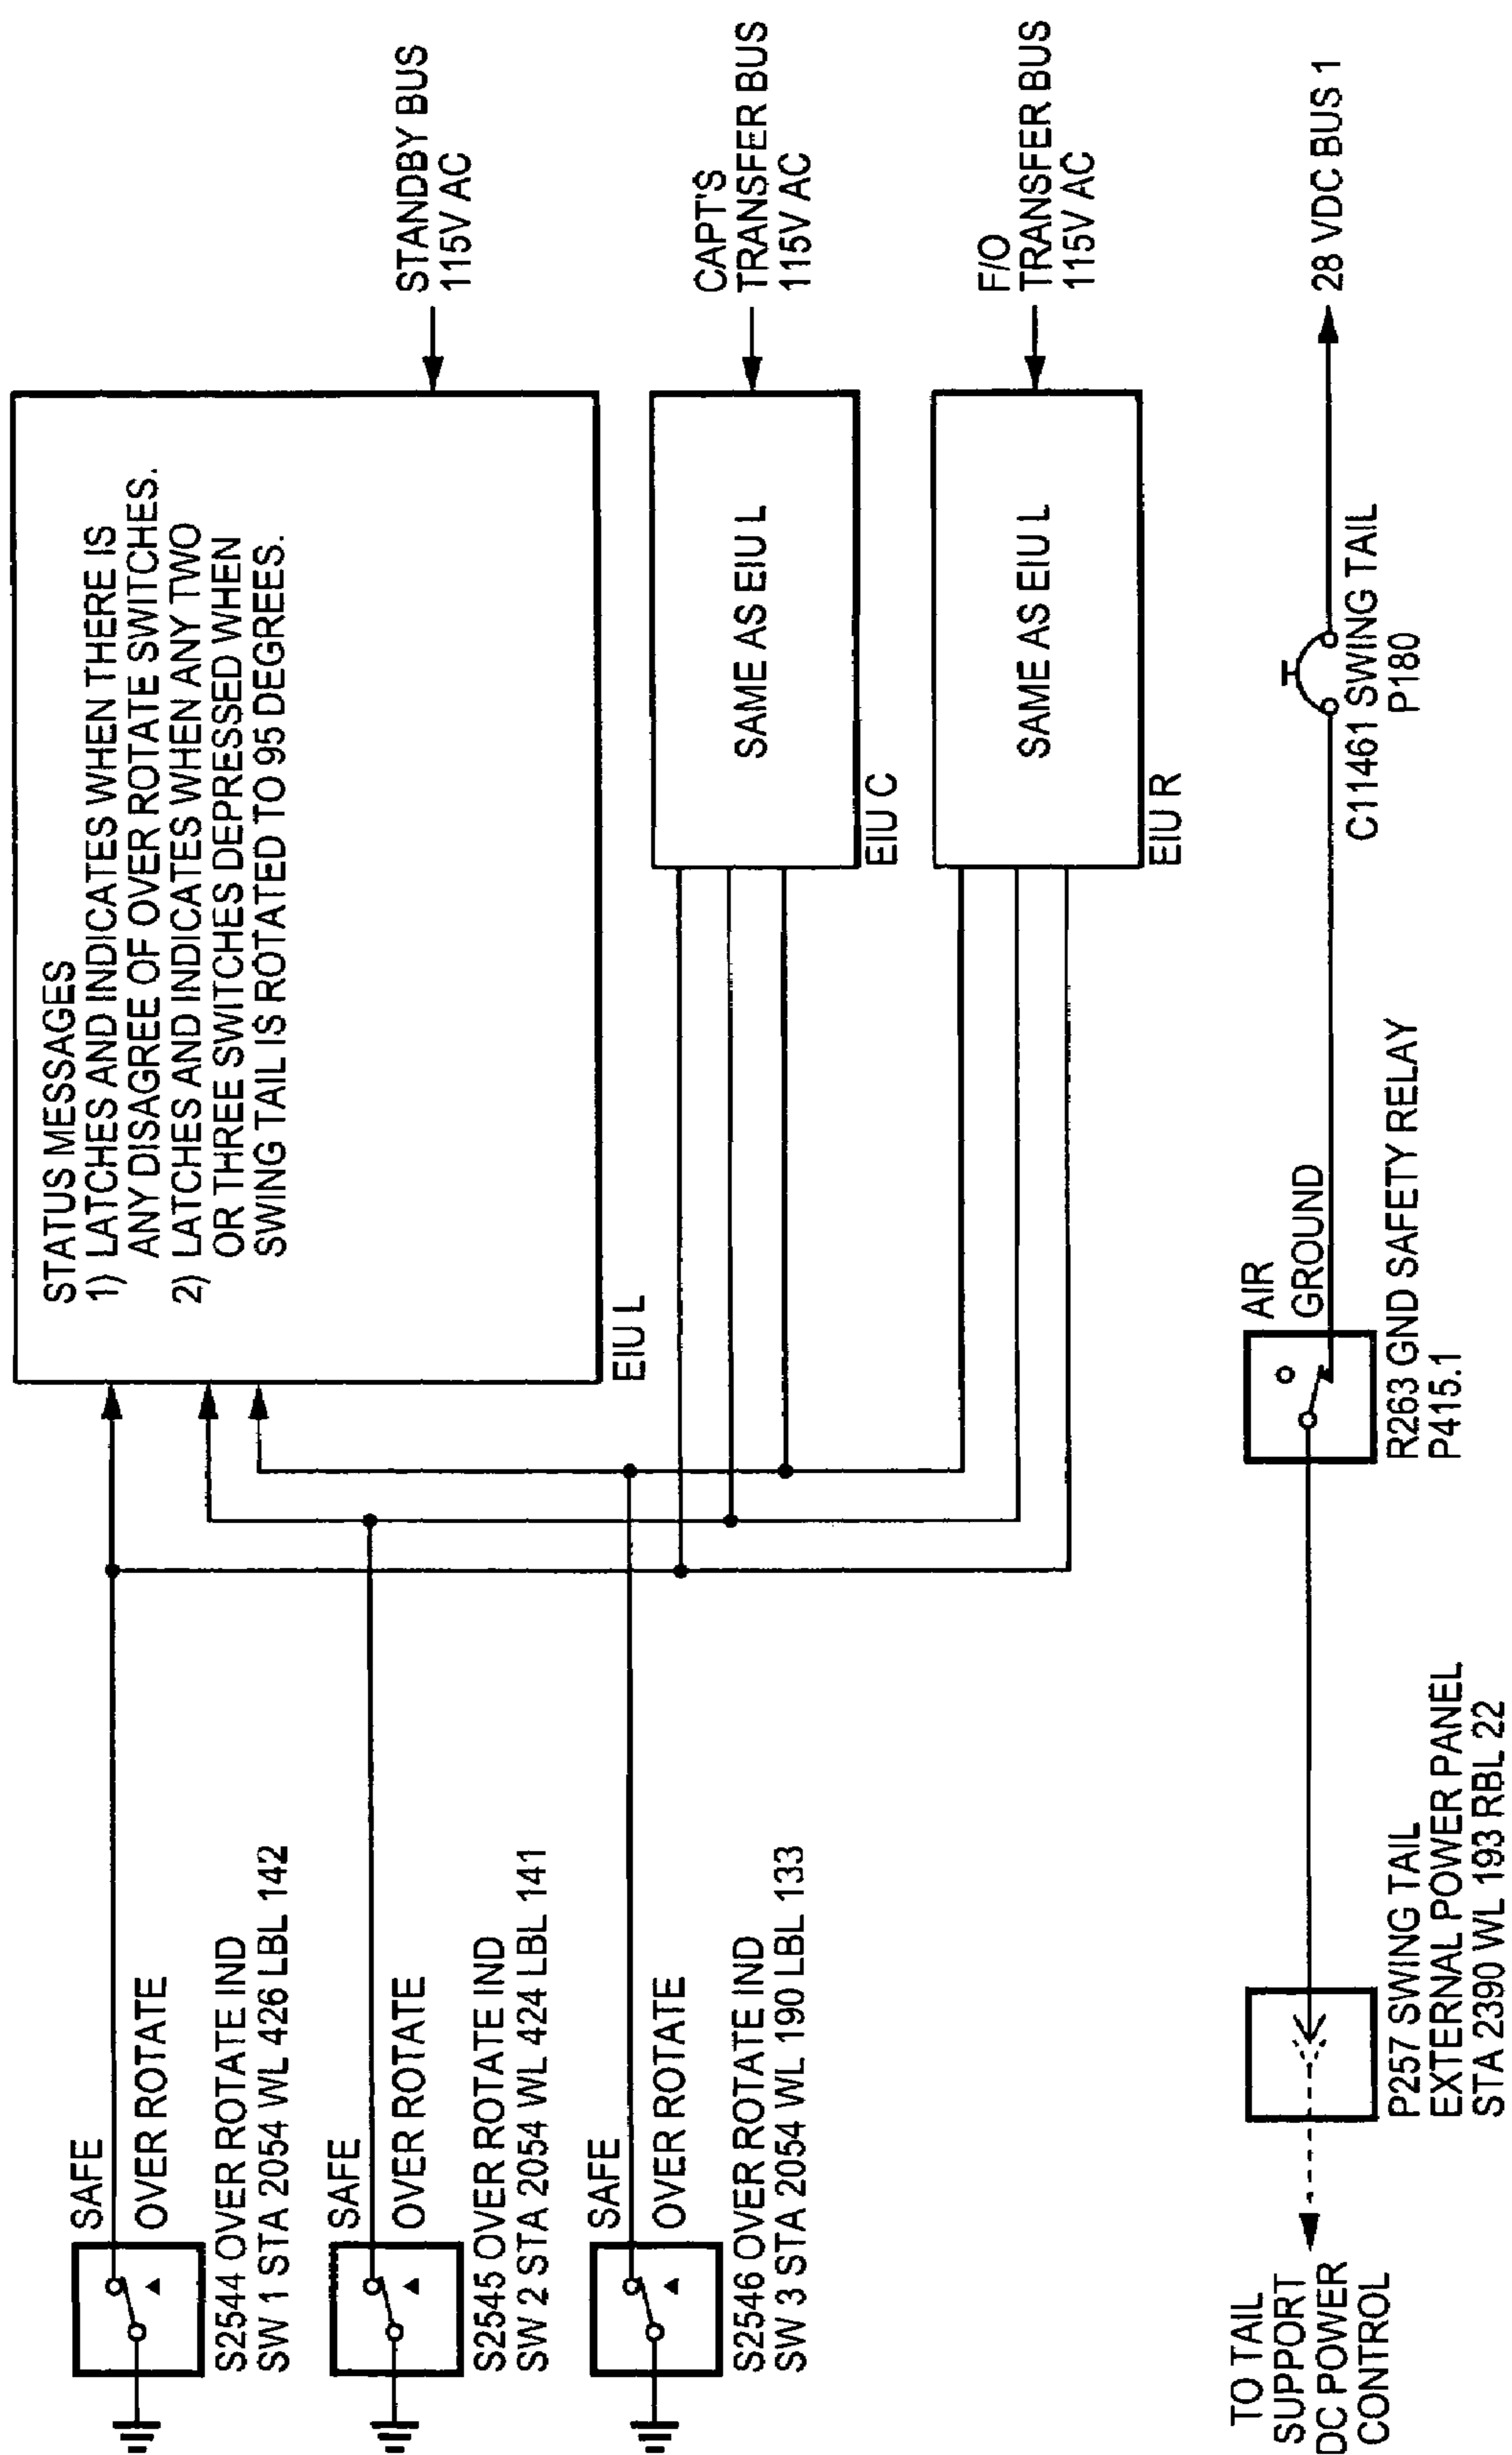 SAFE
OVER ROTATE
S2544 OVER ROTATE IND
SW 1 STA 2054 WL 426 LBL 142
SAFE
OVER ROTATE
S2545 OVER ROTATE IND
SW 2 STA 2054 WL 424 LBL 141
SAFE
OVER ROTATE
S2546 OVER ROTATE IND
SW 3 STA 2054 WL 190 LBL 133
STATUS MESSAGES
1) LATCHES AND INDICATES WHEN THERE IS
ANY DISAGREE OF OVER ROTATE SWITCHES.
2) LATCHES AND INDICATES WHEN ANY TWO
OR THREE SWITCHES DEPRESSED WHEN
SWING TAIL IS ROTATED TO 95 DEGREES.
EIU L
STANDBY BUS
115V AC
SAME AS EIU L
EIU C
CAPT'S
TRANSFER BUS
115V AC
SAME AS EIU L
EIU R
F/O
TRANSFER BUS
115V AC
TO TAIL
SUPPORT
DC POWER
CONTROL
P257 SWING TAIL
EXTERNAL POWER PANEL
STA 2390 WL 193 RBL 22
AIR
GROUND
R263 GND SAFETY RELAY
P415.1
C11461 SWING TAIL
P180
28 VDC BUS 1